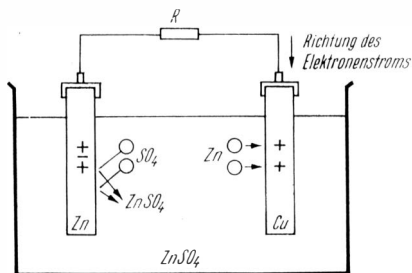 R
Richtung des
Elektronenstroms
+ SO₄ Zn +
± +
ZnSO₄
Zn Cu
ZnSO₄